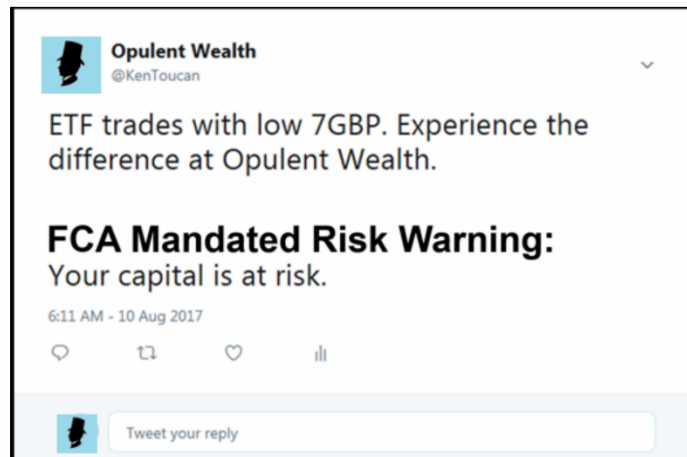 Opulent Wealth
@KenToucan
ETF trades with low 7GBP. Experience the
difference at Opulent Wealth.
FCA Mandated Risk Warning:
Your capital is at risk.
6:11 AM - 10 Aug 2017
Tweet your reply